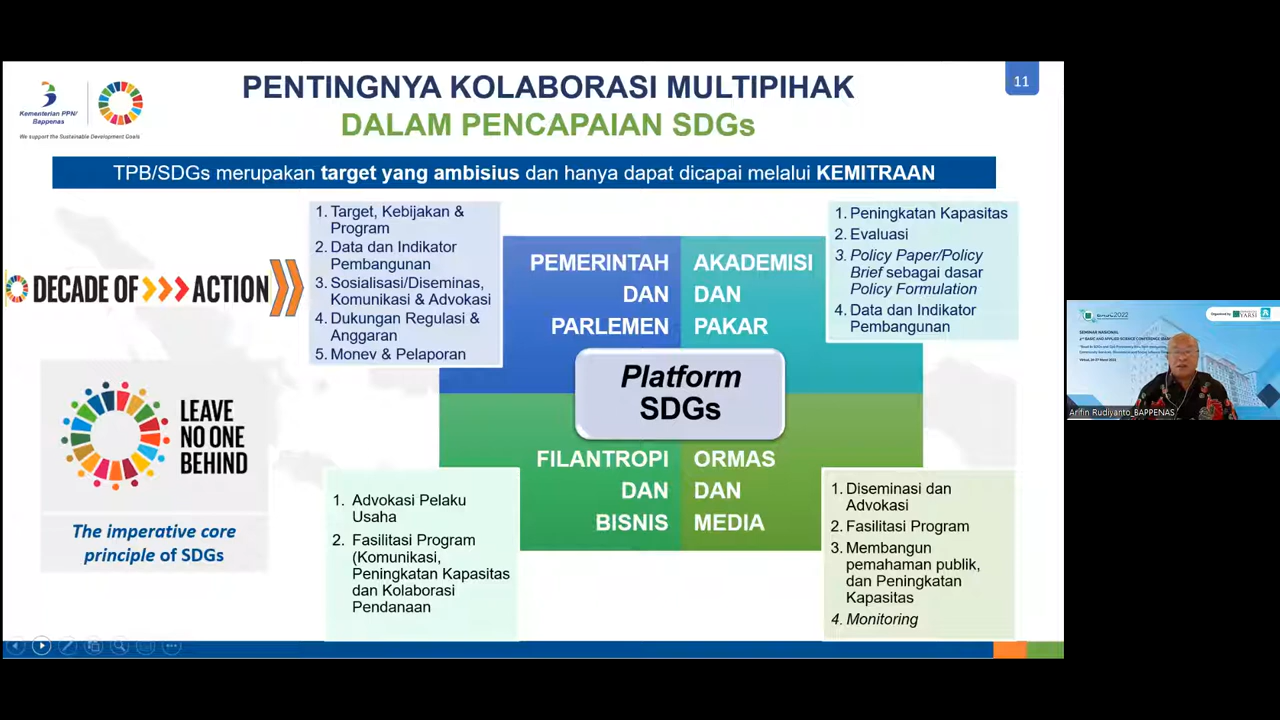 PENTINGNYA KOLABORASI MULTIPIHAK
DALAM PENCAPAIAN SDGs
11
Kementerian PPN/
Bappenas
We support the Sustainable Development Goals
TPB/SDGs merupakan target yang ambisius dan hanya dapat dicapai melalui KEMITRAAN
DECADE OF ACTION
LEAVE
NO ONE
BEHIND
The imperative core
principle of SDGs
1. Target, Kebijakan &
Program
2. Data dan Indikator
Pembangunan
3. Sosialisasi/Diseminas,
Komunikasi & Advokasi
4. Dukungan Regulasi &
Anggaran
5. Monev & Pelaporan
PEMERINTAH
DAN
PARLEMEN
AKADEMISI
DAN
PAKAR
1. Peningkatan Kapasitas
2. Evaluasi
3. Policy Paper/Policy
Brief sebagai dasar
Policy Formulation
4. Data dan Indikator
Pembangunan
Platform
SDGs
FILANTROPI
DAN
BISNIS
ORMAS
DAN
MEDIA
1. Advokasi Pelaku
Usaha
2. Fasilitasi Program
(Komunikasi,
Peningkatan Kapasitas
dan Kolaborasi
Pendanaan
1. Diseminasi dan
Advokasi
2. Fasilitasi Program
3. Membangun
pemahaman publik,
dan Peningkatan
Kapasitas
4. Monitoring
SEMINAR NASIONAL
YARSI
Arifin Rudiyanto_BAPPENAS